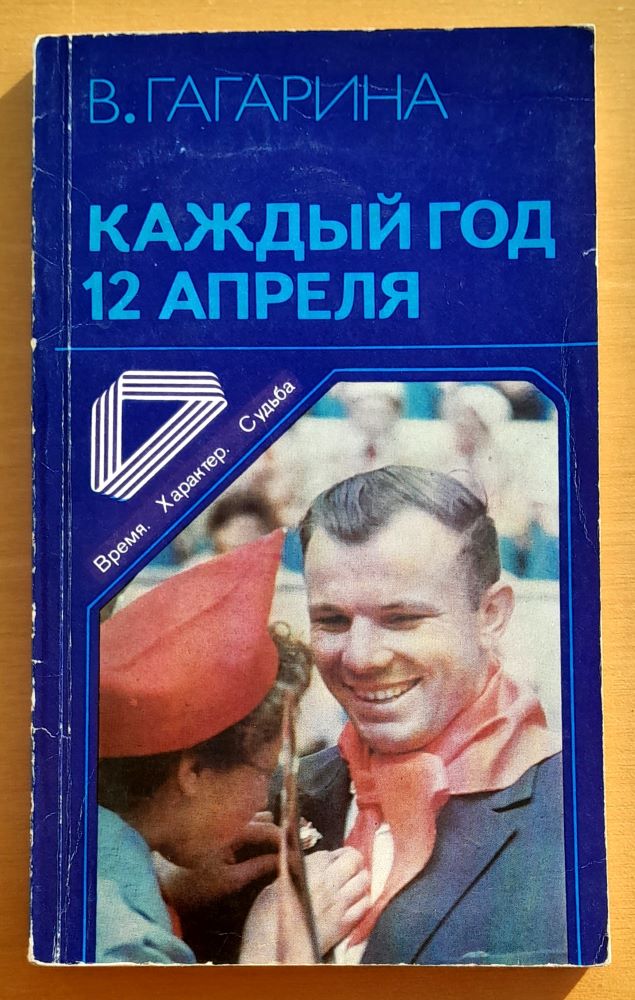 В. ГАГАРИНА
КАЖДЫЙ ГОД
12 АПРЕЛЯ
Время. Характер. Судьба